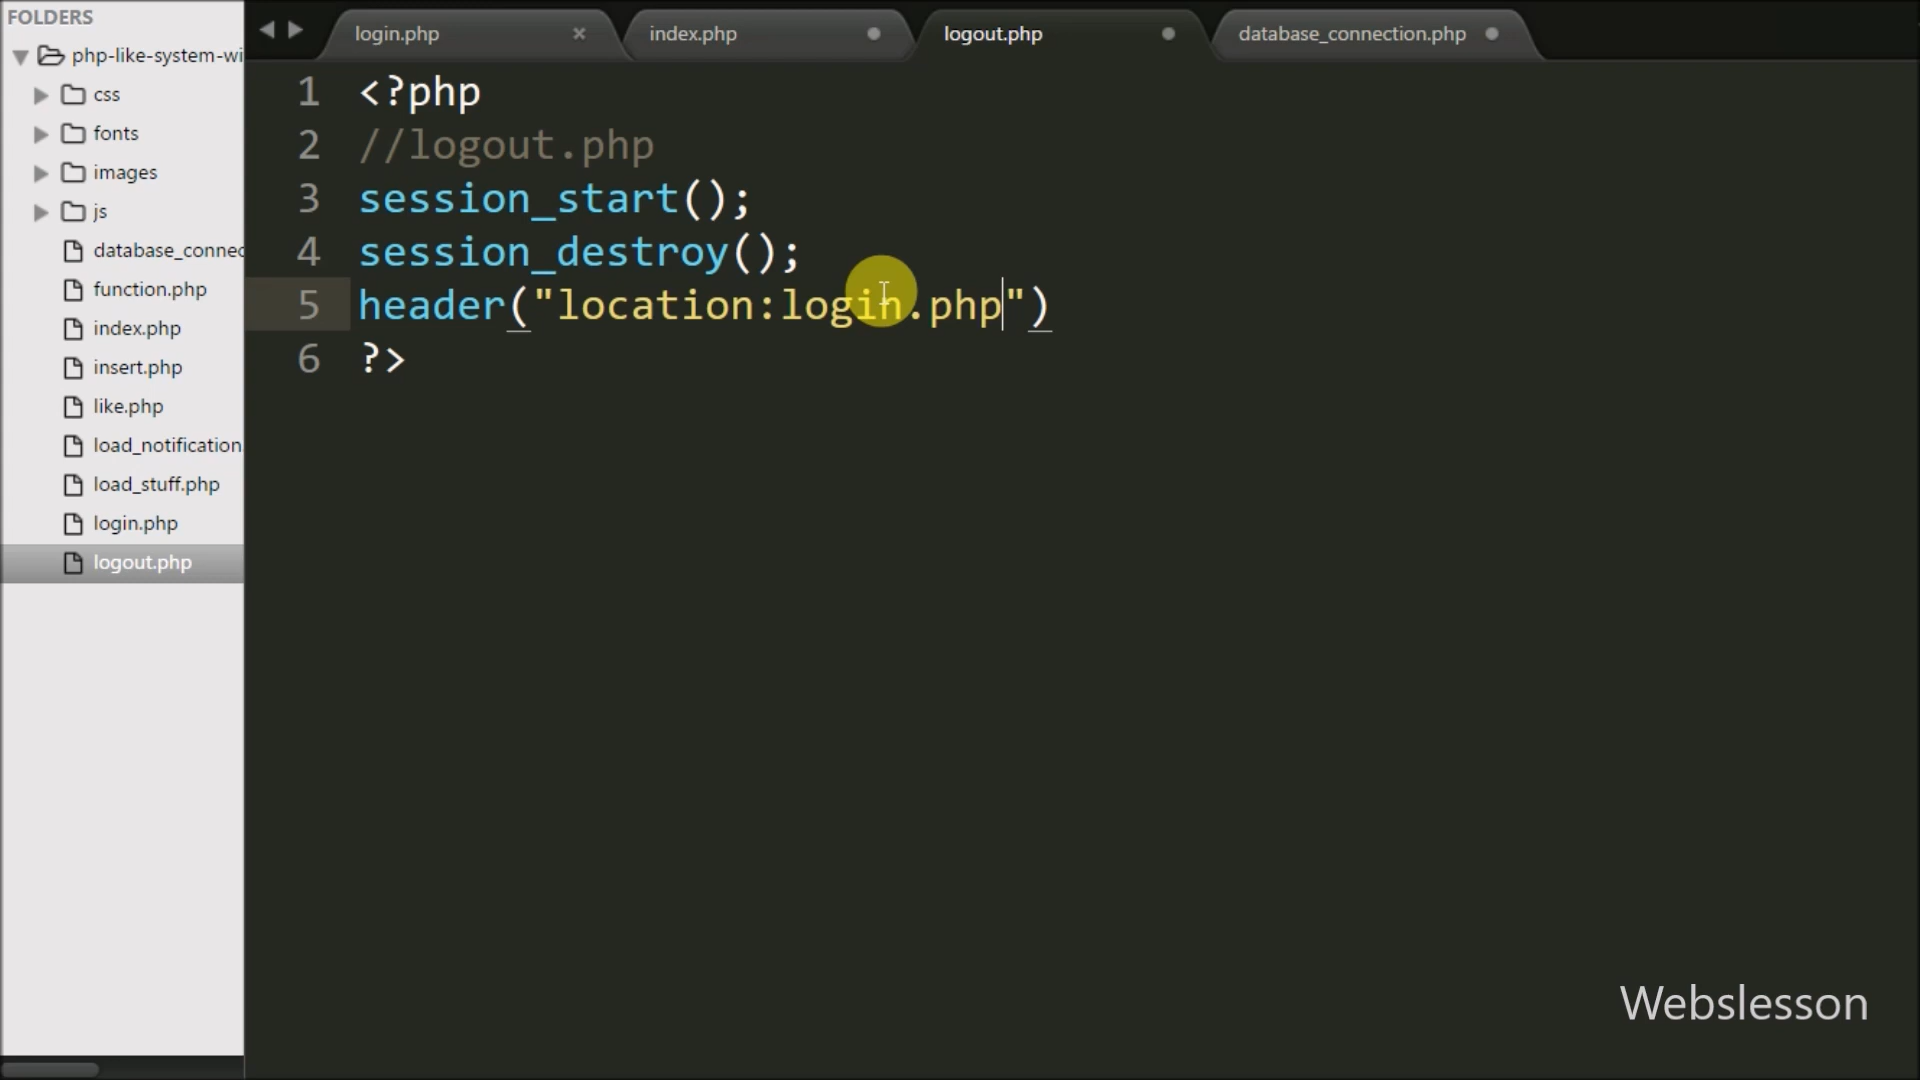 FOLDERS
php-like-system-wi
css
fonts
images
js
database_connec
function.php
index.php
insert.php
like.php
load_notification.
load_stuff.php
login.php
logout.php
login.php
index.php
logout.php
database_connection.php
1 <?php
2 //logout.php
3 session_start();
4 session_destroy();
5 header("location:login.php")
6 ?>
Webslesson